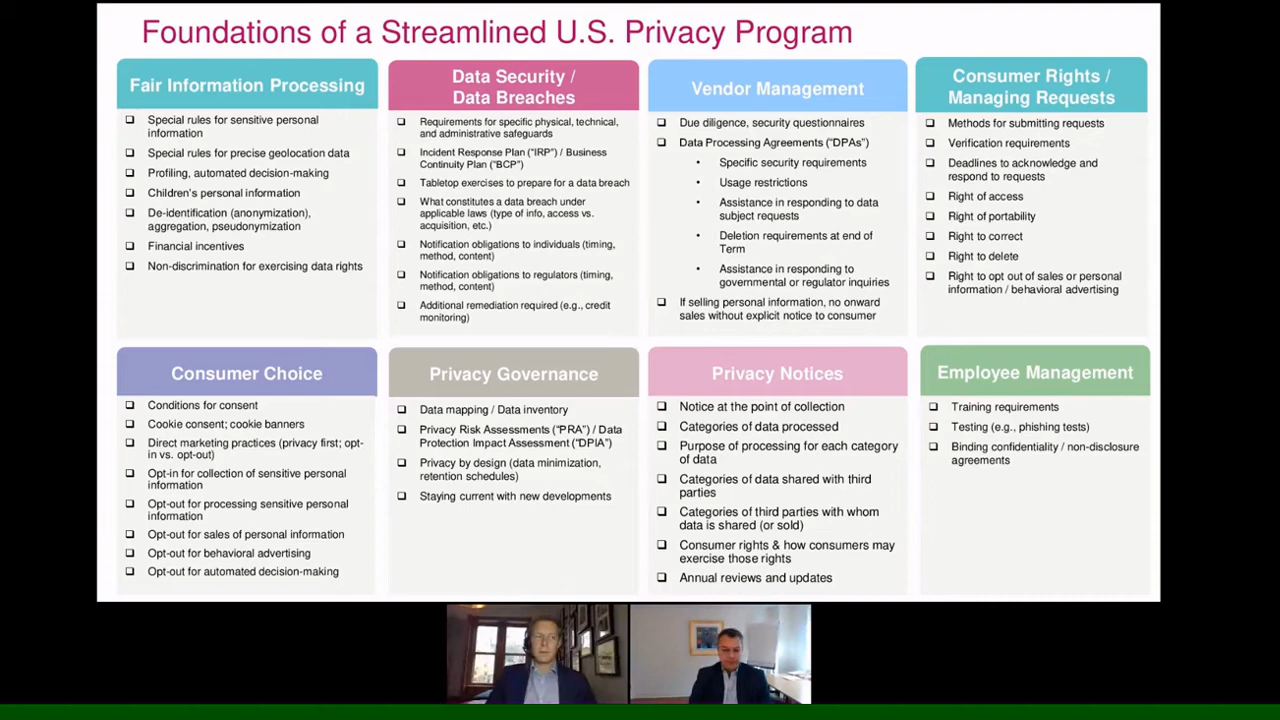 Foundations of a Streamlined U.S. Privacy Program
Fair Information Processing
❑ Special rules for sensitive personal
information
❑ Special rules for precise geolocation data
❑ Profiling, automated decision-making
❑ Children's personal information
❑ De-identification (anonymization),
aggregation, pseudonymization
❑ Financial incentives
❑ Non-discrimination for exercising data rights
Data Security /
Data Breaches
❑ Requirements for specific physical, technical,
and administrative safeguards
❑ Incident Response Plan ("IRP") / Business
Continuity Plan ("BCP")
❑ Tabletop exercises to prepare for a data breach
❑ What constitutes a data breach under
applicable laws (type of info, access vs.
acquisition, etc.)
❑ Notification obligations to individuals (timing,
method, content)
❑ Notification obligations to regulators (timing,
method, content)
❑ Additional remediation required (e.g., credit
monitoring)
Vendor Management
❑ Due diligence, security questionnaires
❑ Data Processing Agreements ("DPAs")
• Specific security requirements
• Usage restrictions
• Assistance in responding to data
subject requests
• Deletion requirements at end of
Term
• Assistance in responding to
governmental or regulator inquiries
❑ If selling personal information, no onward
sales without explicit notice to consumer
Consumer Rights /
Managing Requests
❑ Methods for submitting requests
❑ Verification requirements
❑ Deadlines to acknowledge and
respond to requests
❑ Right of access
❑ Right of portability
❑ Right to correct
❑ Right to delete
❑ Right to opt out of sales or personal
information / behavioral advertising
Consumer Choice
❑ Conditions for consent
❑ Cookie consent; cookie banners
❑ Direct marketing practices (privacy first; opt-
in vs. opt-out)
❑ Opt-in for collection of sensitive personal
information
❑ Opt-out for processing sensitive personal
information
❑ Opt-out for sales of personal information
❑ Opt-out for behavioral advertising
❑ Opt-out for automated decision-making
Privacy Governance
❑ Data mapping / Data inventory
❑ Privacy Risk Assessments ("PRA") / Data
Protection Impact Assessment ("DPIA")
❑ Privacy by design (data minimization,
retention schedules)
❑ Staying current with new developments
Privacy Notices
❑ Notice at the point of collection
❑ Categories of data processed
❑ Purpose of processing for each category
of data
❑ Categories of data shared with third
parties
❑ Categories of third parties with whom
data is shared (or sold)
❑ Consumer rights & how consumers may
exercise those rights
❑ Annual reviews and updates
Employee Management
❑ Training requirements
❑ Testing (e.g., phishing tests)
❑ Binding confidentiality / non-disclosure
agreements